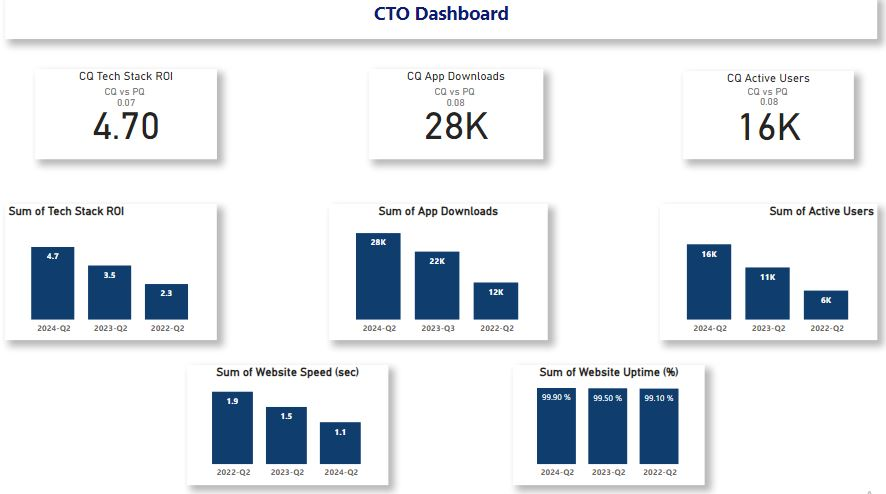 CTO Dashboard
CQ Tech Stack ROI
CQ vs PQ
0.07
4.70
CQ App Downloads
CQ vs PQ
0.08
28K
CQ Active Users
CQ vs PQ
0.08
16K
Sum of Tech Stack ROI
4.7
3.5
2.3
2024-Q2 2023-Q2 2022-Q2
Sum of App Downloads
28K
22K
12K
2024-Q2 2023-Q3 2022-Q2
Sum of Active Users
16K
11K
6K
2024-Q2 2023-Q2 2022-Q2
Sum of Website Speed (sec)
1.9
1.5
1.1
2022-Q2 2023-Q2 2024-Q2
Sum of Website Uptime (%)
99.90 % 99.50 % 99.10 %
2024-Q2 2023-Q2 2022-Q2